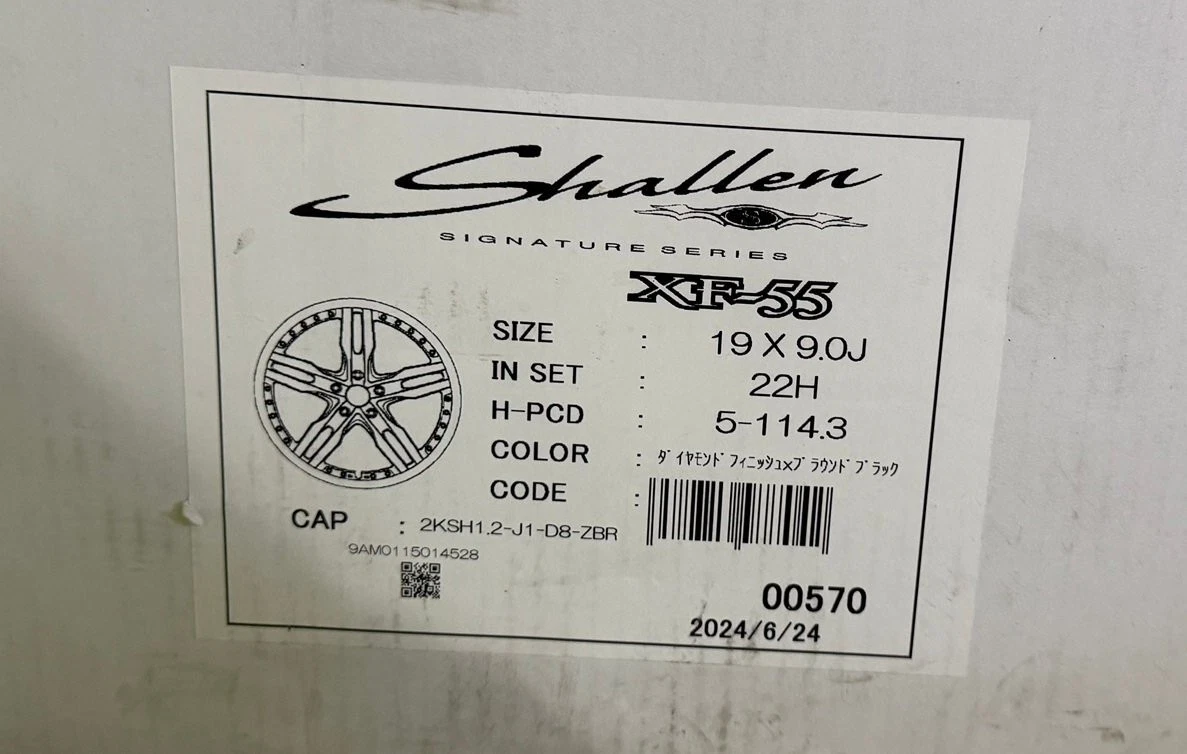 Shallen
SIGNATURE SERIES
XF-55
SIZE : 19 X 9.0J
IN SET : 22H
H-PCD : 5-114.3
COLOR : ﾀﾞｲﾔﾓﾝﾄﾞﾌｨﾆｯｼｭxﾌﾞﾗｳﾝﾄﾞﾌﾞﾗｯｸ
CODE :
CAP : 2KSH1.2-J1-D8-ZBR
9AM0115014528
00570
2024/6/24